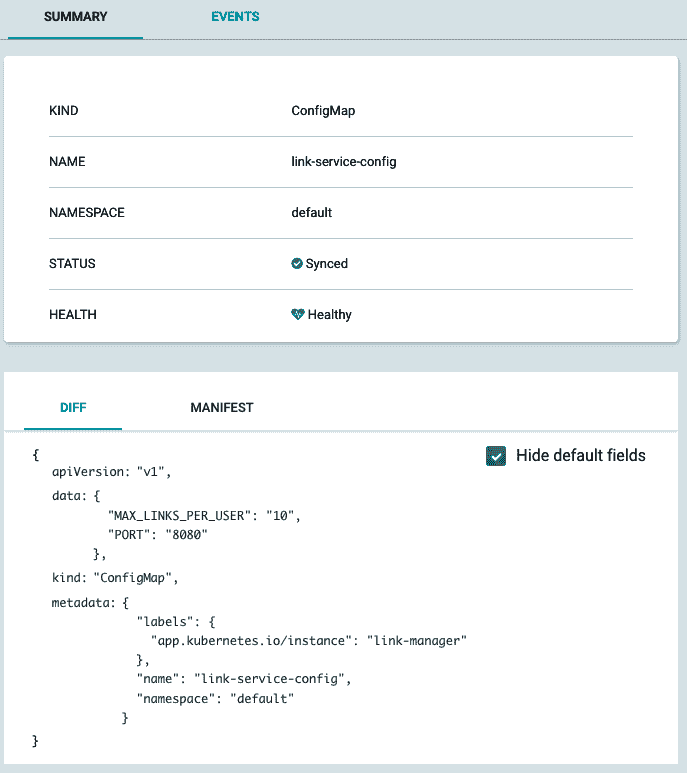 SUMMARY EVENTS
KIND ConfigMap
NAME link-service-config
NAMESPACE default
STATUS Synced
HEALTH Healthy
DIFF MANIFEST
{ Hide default fields
apiVersion: "v1",
data: {
"MAX_LINKS_PER_USER": "10",
"PORT": "8080"
},
kind: "ConfigMap",
metadata: {
"labels": {
"app.kubernetes.io/instance": "link-manager"
},
"name": "link-service-config",
"namespace": "default"
}
}